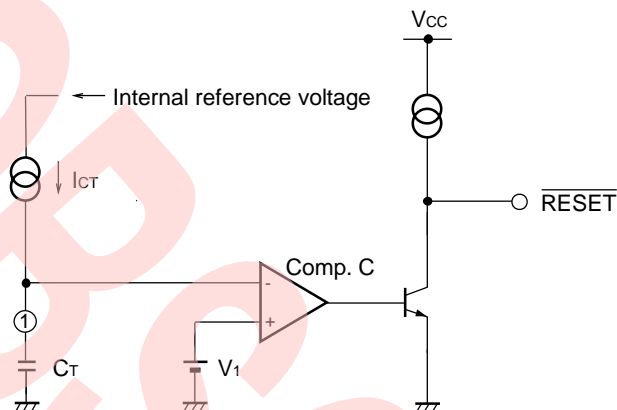 Vcc
Internal reference voltage
ICT
RESET
Comp. C
-
+
1
CT
V1